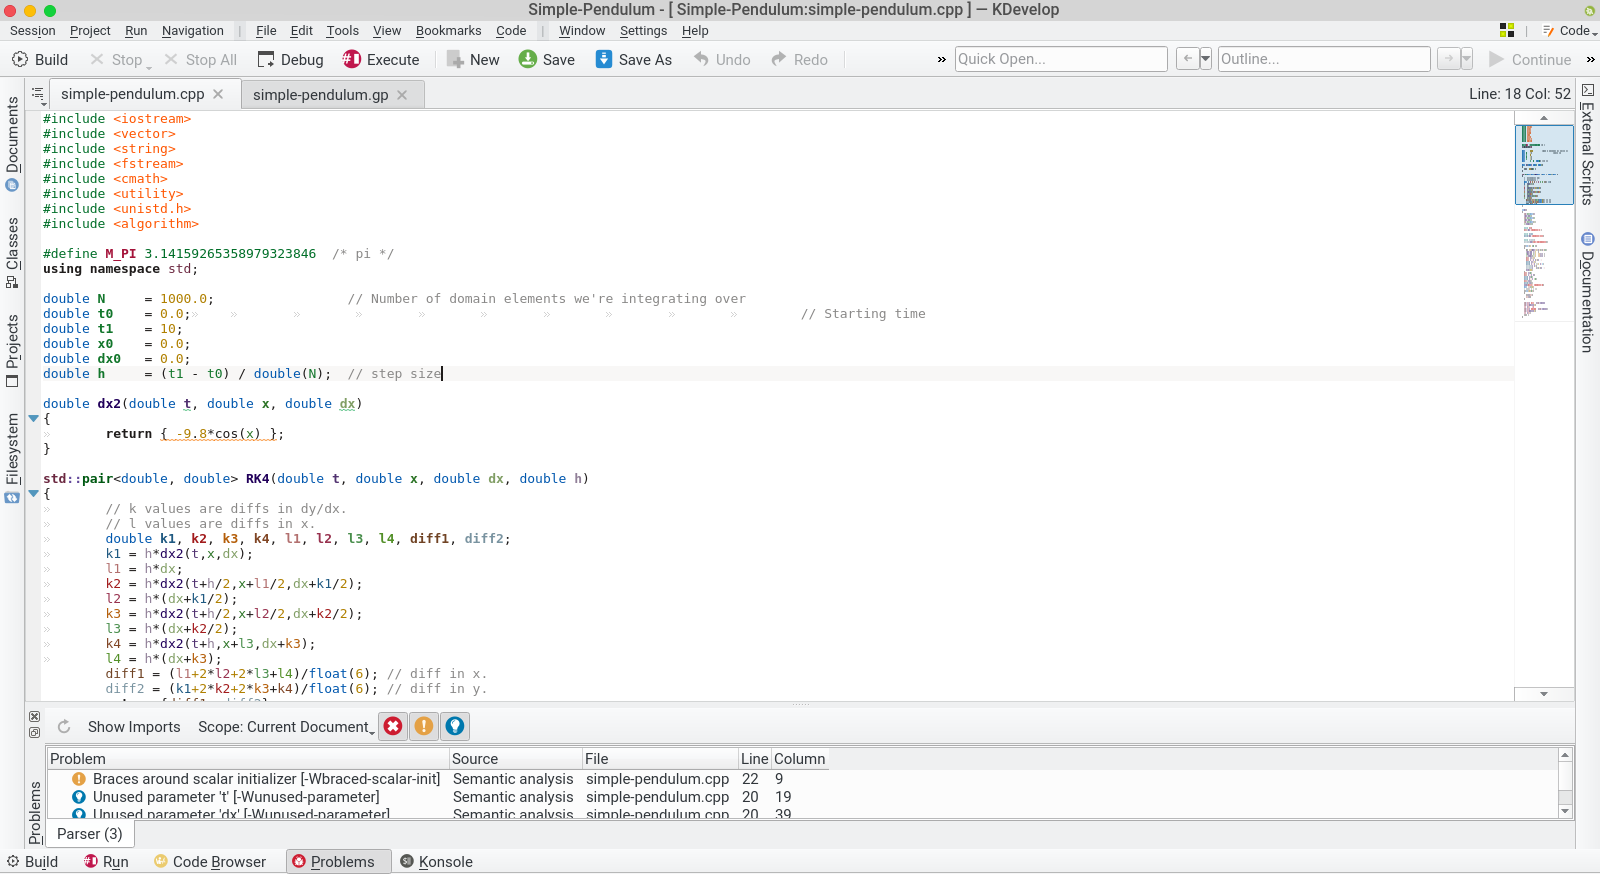 Simple-Pendulum - [ Simple-Pendulum:simple-pendulum.cpp ] — KDevelop
Session Project Run Navigation | File Edit Tools View Bookmarks Code | Window Settings Help Code
Build Stop Stop All Debug Execute New Save Save As Undo Redo » Quick Open... Outline... Continue »
simple-pendulum.cpp simple-pendulum.gp Line: 18 Col: 52
Documents
Classes
Projects
Filesystem
#include <iostream>
#include <vector>
#include <string>
#include <fstream>
#include <cmath>
#include <utility>
#include <unistd.h>
#include <algorithm>
#define M_PI 3.14159265358979323846  /* pi */
using namespace std;
double N     = 1000.0;                 // Number of domain elements we're integrating over
double t0    = 0.0;» » » » » » » » » » // Starting time
double t1    = 10;
double x0    = 0.0;
double dx0   = 0.0;
double h     = (t1 - t0) / double(N);  // step size
double dx2(double t, double x, double dx)
{
» return { -9.8*cos(x) };
}
std::pair<double, double> RK4(double t, double x, double dx, double h)
{
» // k values are diffs in dy/dx.
» // l values are diffs in x.
» double k1, k2, k3, k4, l1, l2, l3, l4, diff1, diff2;
» k1 = h*dx2(t,x,dx);
» l1 = h*dx;
» k2 = h*dx2(t+h/2,x+l1/2,dx+k1/2);
» l2 = h*(dx+k1/2);
» k3 = h*dx2(t+h/2,x+l2/2,dx+k2/2);
» l3 = h*(dx+k2/2);
» k4 = h*dx2(t+h,x+l3,dx+k3);
» l4 = h*(dx+k3);
diff1 = (l1+2*l2+2*l3+l4)/float(6); // diff in x.
diff2 = (k1+2*k2+2*k3+k4)/float(6); // diff in y.
External Scripts
Documentation
Problems
Show Imports Scope: Current Document
Problem Source File Line Column
Braces around scalar initializer [-Wbraced-scalar-init] Semantic analysis simple-pendulum.cpp 22 9
Unused parameter 't' [-Wunused-parameter] Semantic analysis simple-pendulum.cpp 20 19
Unused parameter 'dx' [-Wunused-parameter] Semantic analysis simple-pendulum.cpp 20 39
Parser (3)
Build Run Code Browser Problems Konsole